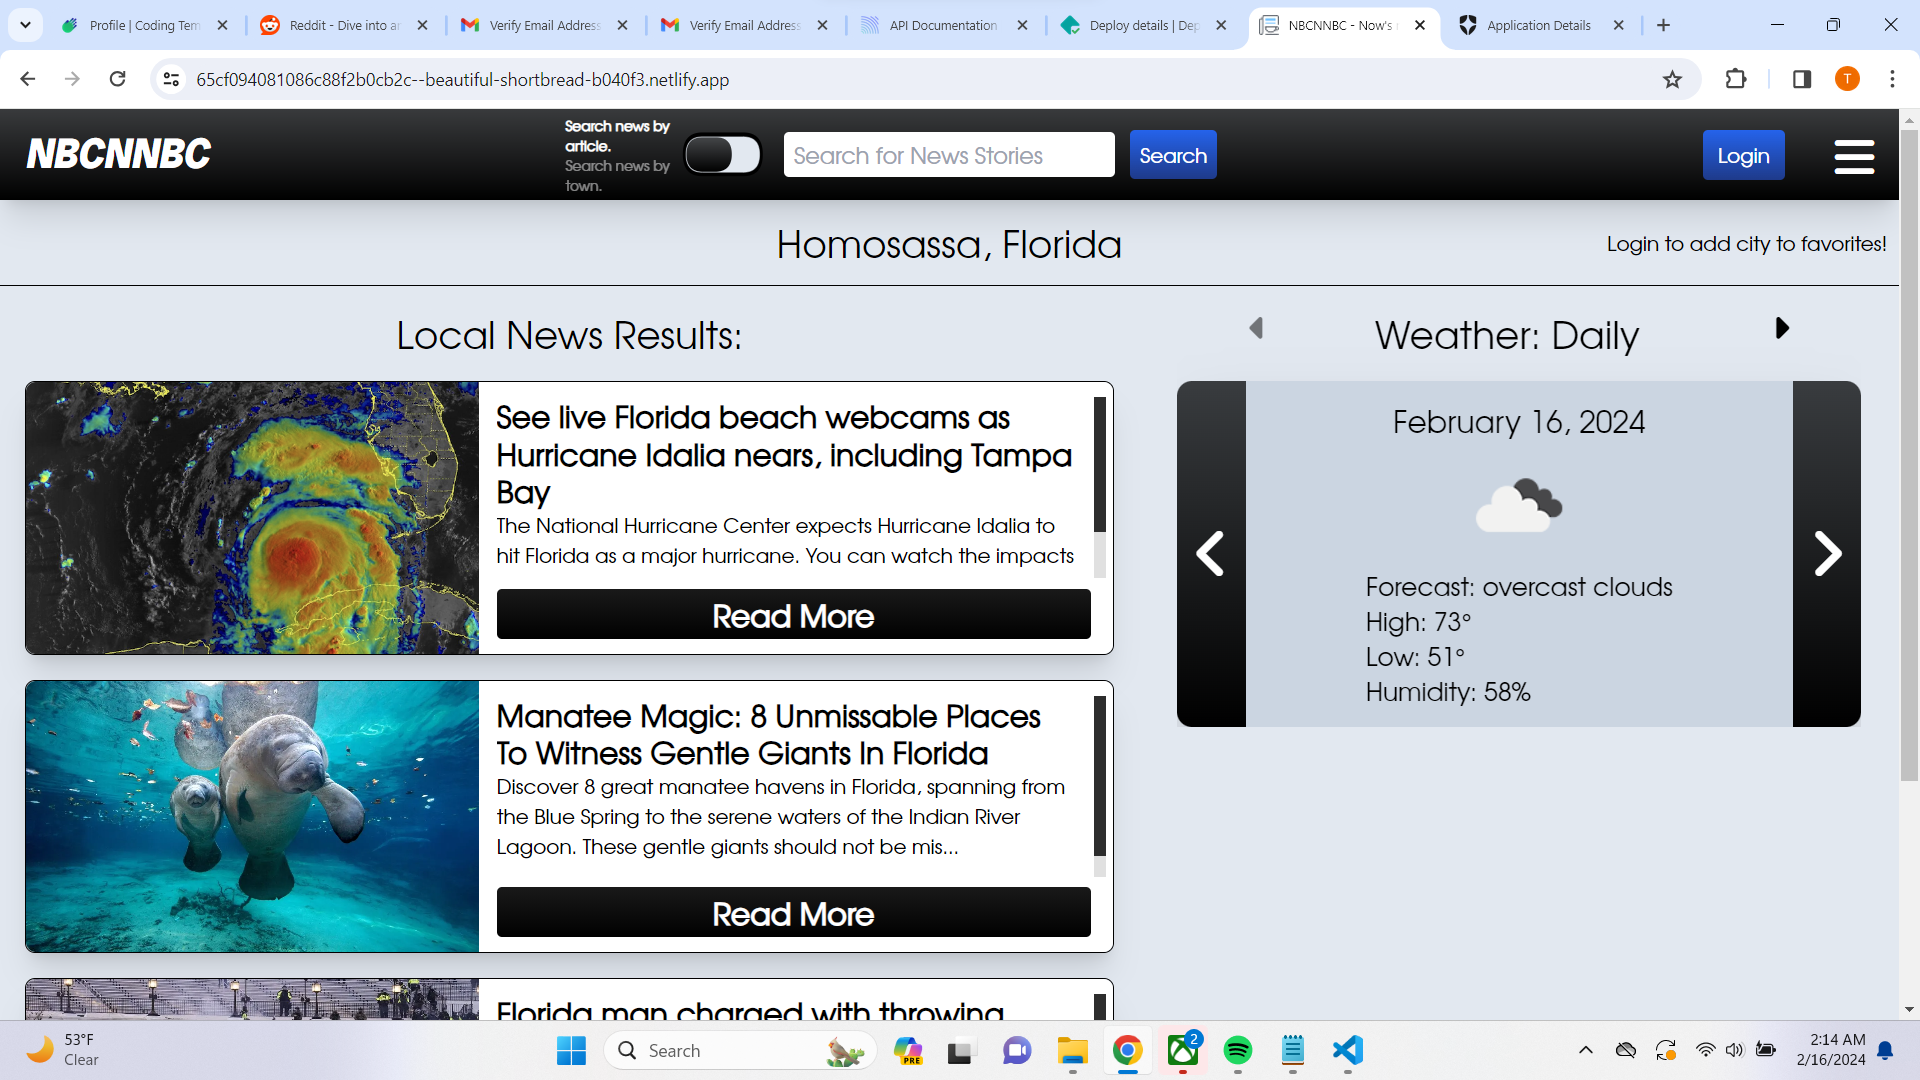 Profile | Coding Tem
Reddit - Dive into an
Verify Email Address
Verify Email Address
API Documentation
Deploy details | Dep
NBCNNBC - Now's
Application Details
65cf094081086c88f2b0cb2c--beautiful-shortbread-b040f3.netlify.app
T
NBCNNBC
Search news by
article.
Search news by
town.
Search for News Stories
Search
Login
Homosassa, Florida
Login to add city to favorites!
Local News Results:
Weather: Daily
See live Florida beach webcams as
Hurricane Idalia nears, including Tampa
Bay
The National Hurricane Center expects Hurricane Idalia to
hit Florida as a major hurricane. You can watch the impacts
Read More
February 16, 2024
Forecast: overcast clouds
High: 73°
Low: 51°
Humidity: 58%
Manatee Magic: 8 Unmissable Places
To Witness Gentle Giants In Florida
Discover 8 great manatee havens in Florida, spanning from
the Blue Spring to the serene waters of the Indian River
Lagoon. These gentle giants should not be mis...
Read More
Florida man charged with throwing
53°F
Clear
Search
PRE
2
2:14 AM
2/16/2024